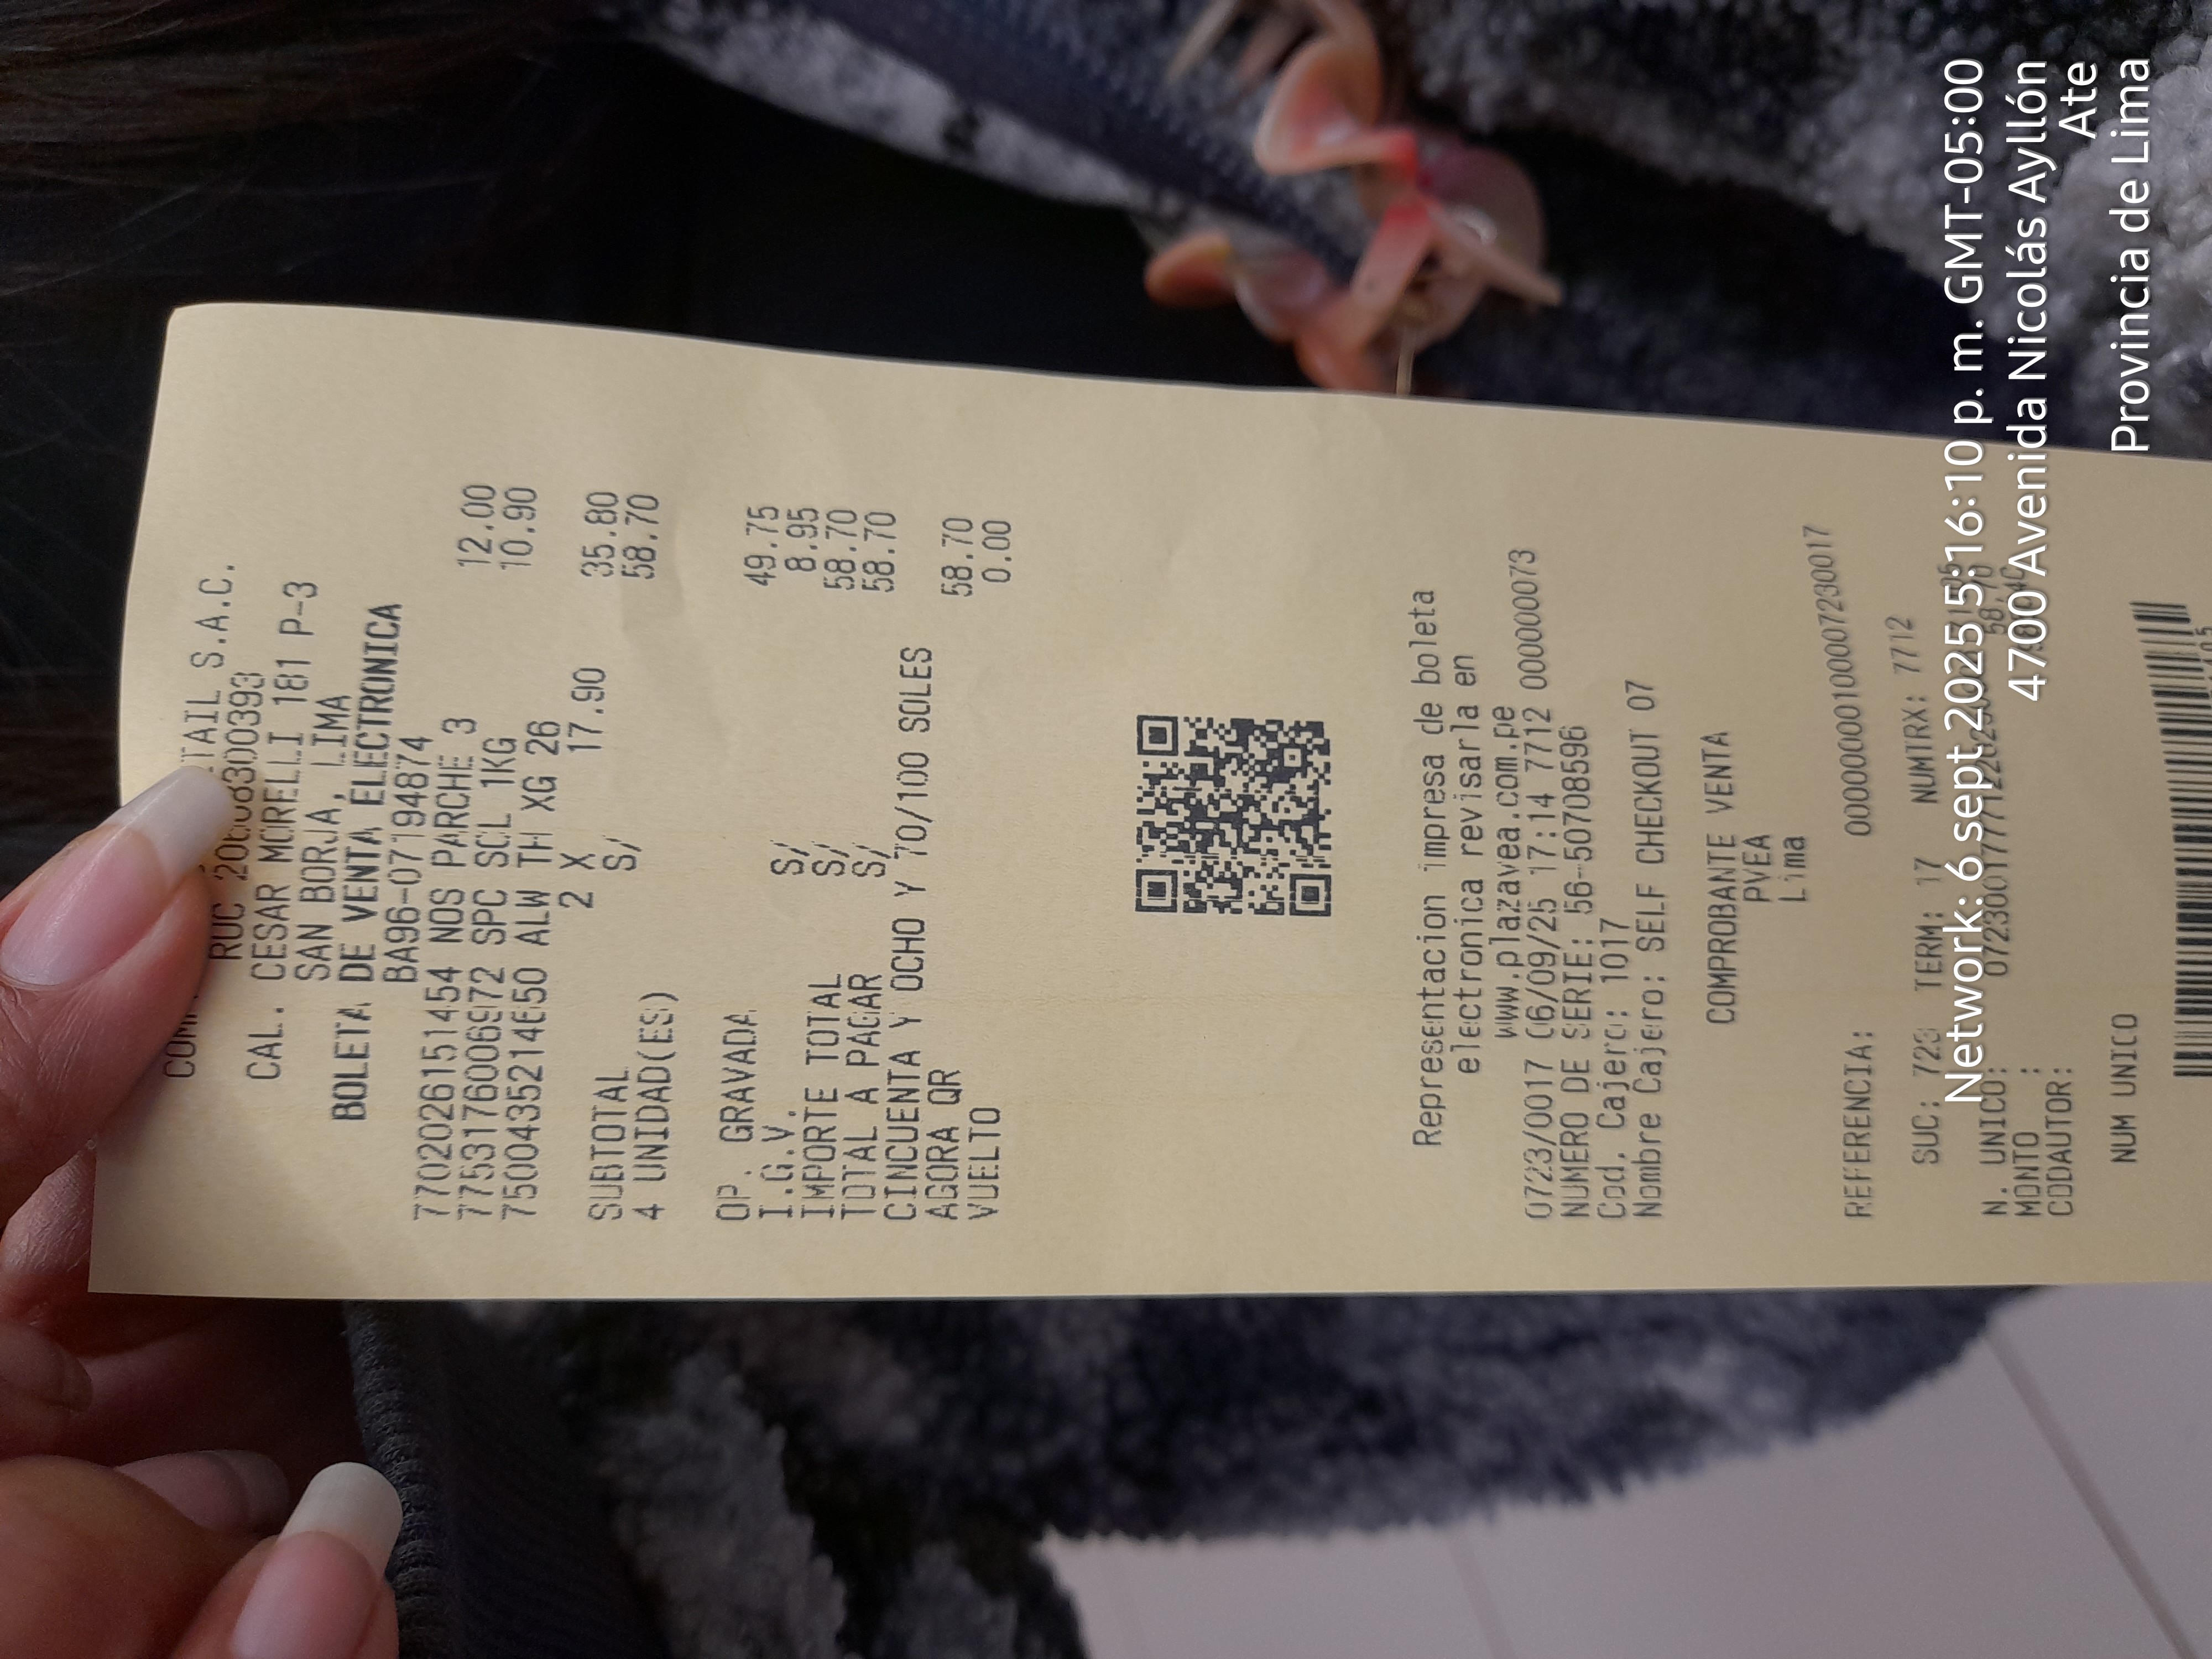 TAIL S.A.C.
RUC
CAL. CESAR MORELLI 181 P-3
SAN BORJA, LIMA
BOLETA DE VENTA ELECTRONICA
BA96-07194874
7702026151454 NOS PARCHE 3 12.00
7753176006972 SPC SOL 1KG 10.90
7500435214650 ALW TH XG 26
2 X 17.90 35.80
SUBTOTAL S/ 58.70
4 UNIDAD(ES)
OP. GRAVADA 49.75
I.G.V. S/ 8.95
IMPORTE TOTAL S/ 58.70
TOTAL A PAGAR S/ 58.70
CINCUENTA Y OCHO Y 70/100 SOLES
AGORA QR 58.70
VUELTO 0.00
Representacion impresa de boleta
electronica revisarla en
www.plazavea.com.pe
0723/0017 06/09/25 17:14 7712 000000073
NUMERO DE SERIE: 56-50708596
Cod. Cajero: 1017
Nombre Cajero: SELF CHECKOUT 07
COMPROBANTE VENTA
PVEA
Lima
REFERENCIA: 00000000100007230017
SUC: 723 TERM: 17 NUMTRX: 7712
N. UNICO:
MONTO : 58.70
CODAUTOR:
NUM UNICO
Network: 6 sept 2025 5:16:10 p. m. GMT-05:00
4700 Avenida Nicolás Ayllón
Ate
Provincia de Lima